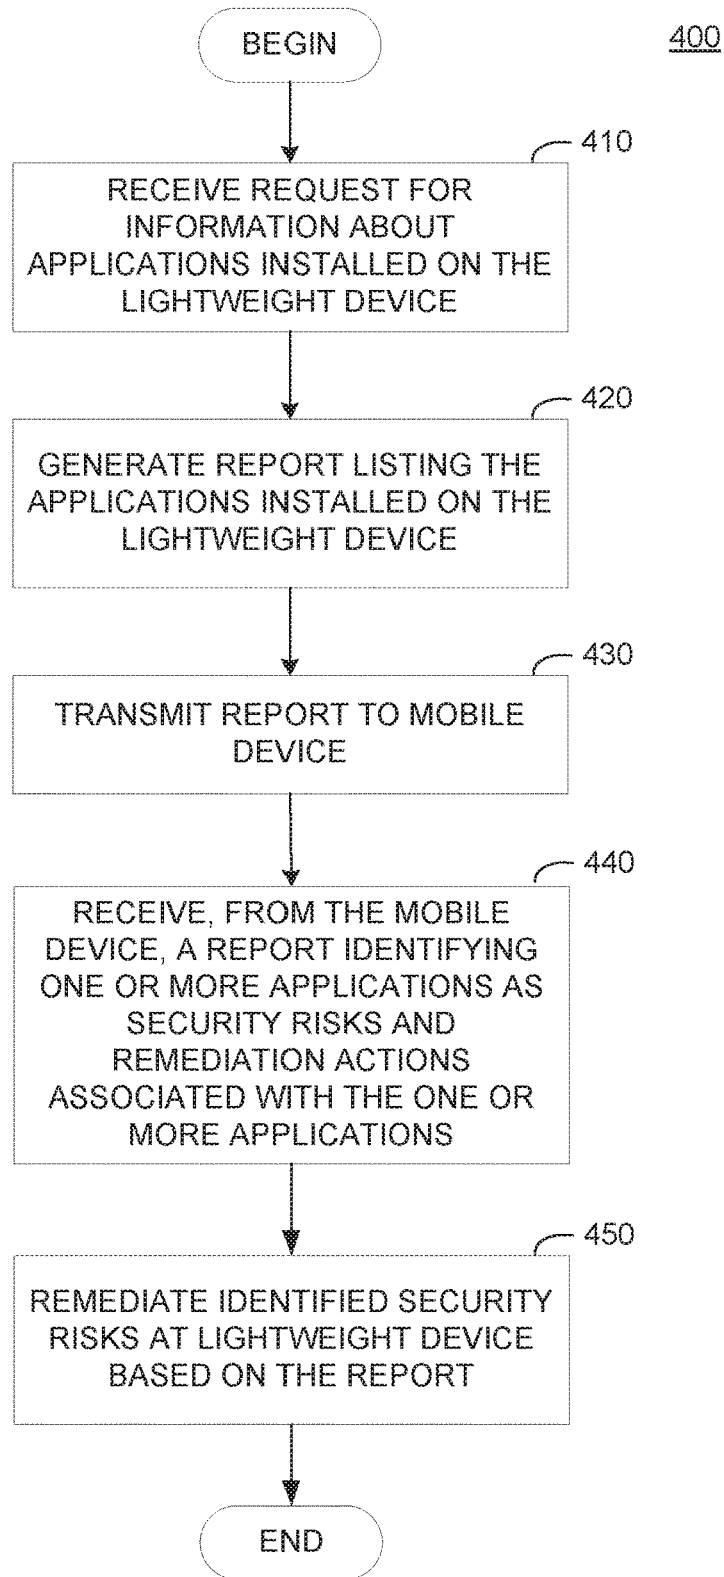 BEGIN
400
410
RECEIVE REQUEST FOR
INFORMATION ABOUT
APPLICATIONS INSTALLED ON THE
LIGHTWEIGHT DEVICE
420
GENERATE REPORT LISTING THE
APPLICATIONS INSTALLED ON THE
LIGHTWEIGHT DEVICE
430
TRANSMIT REPORT TO MOBILE
DEVICE
440
RECEIVE, FROM THE MOBILE
DEVICE, A REPORT IDENTIFYING
ONE OR MORE APPLICATIONS AS
SECURITY RISKS AND
REMEDIATION ACTIONS
ASSOCIATED WITH THE ONE OR
MORE APPLICATIONS
450
REMEDIATE IDENTIFIED SECURITY
RISKS AT LIGHTWEIGHT DEVICE
BASED ON THE REPORT
END